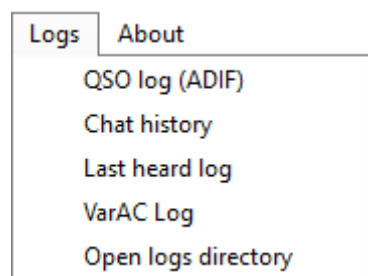 Logs About
QSO log (ADIF)
Chat history
Last heard log
VarAC Log
Open logs directory